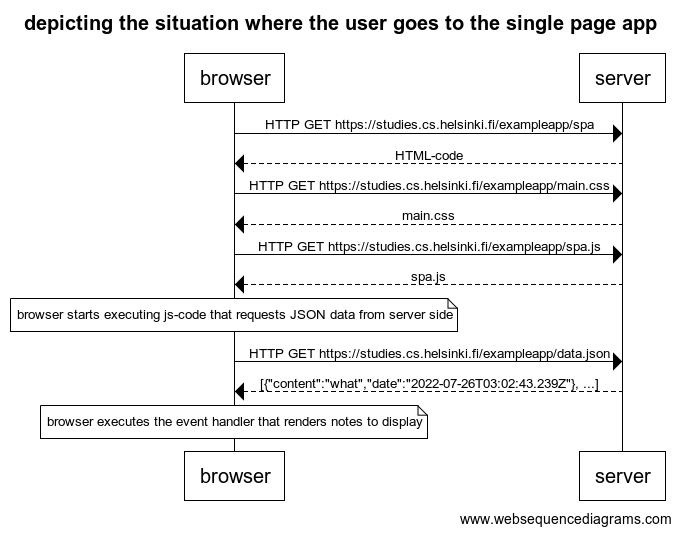 depicting the situation where the user goes to the single page app
browser
server
HTTP GET https://studies.cs.helsinki.fi/exampleapp/spa
HTML-code
HTTP GET https://studies.cs.helsinki.fi/exampleapp/main.css
main.css
HTTP GET https://studies.cs.helsinki.fi/exampleapp/spa.js
spa.js
browser starts executing js-code that requests JSON data from server side
HTTP GET https://studies.cs.helsinki.fi/exampleapp/data.json
[{"content":"what","date":"2022-07-26T03:02:43.239Z"}, ...]
browser executes the event handler that renders notes to display
browser
server
www.websequencediagrams.com